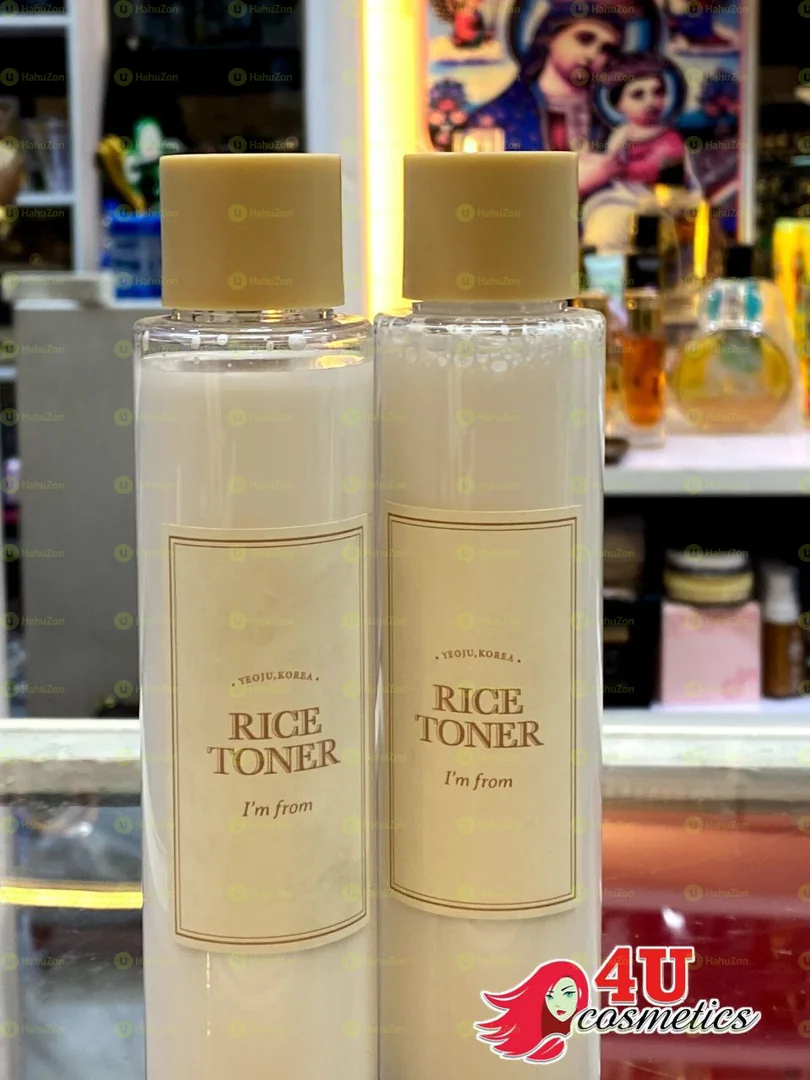 • YEOJU, KOREA •
RICE
TONER
I'm from
• YEOJU, KOREA •
RICE
TONER
I'm from
4U
cosmetics
HahuZon